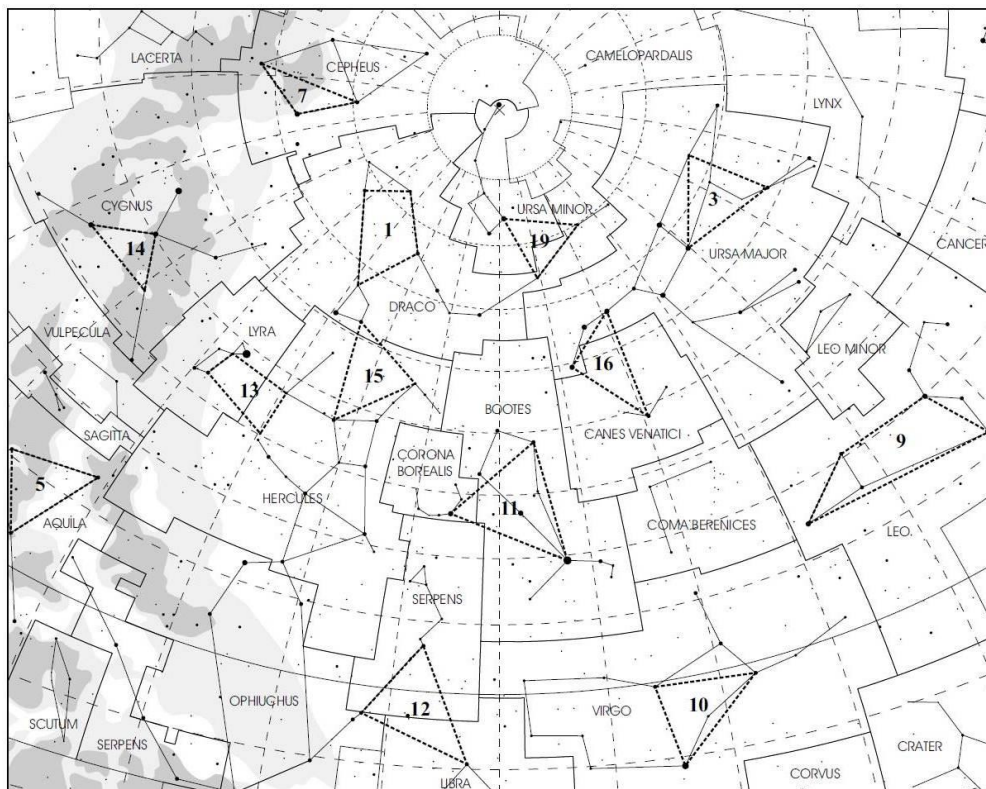 LACERTA
CEPHEUS
CAMELOPARDALIS
7
LYNX
3
CYGNUS
URSA MINOR
14
1
19
CANCER
URSA MAJOR
DRACO
VULPECULA
LYRA
LEO MINOR
16
15
13
BOOTES
SAGITTA
CANES VENATICI
9
CORONA
BOREALIS
5
HERCULES
11
AQUILA
COMA BERENICES
LEO
SERPENS
OPHIUCHUS
12
VIRGO
10
SCUTUM
SERPENS
CRATER
CORVUS
LIBRA